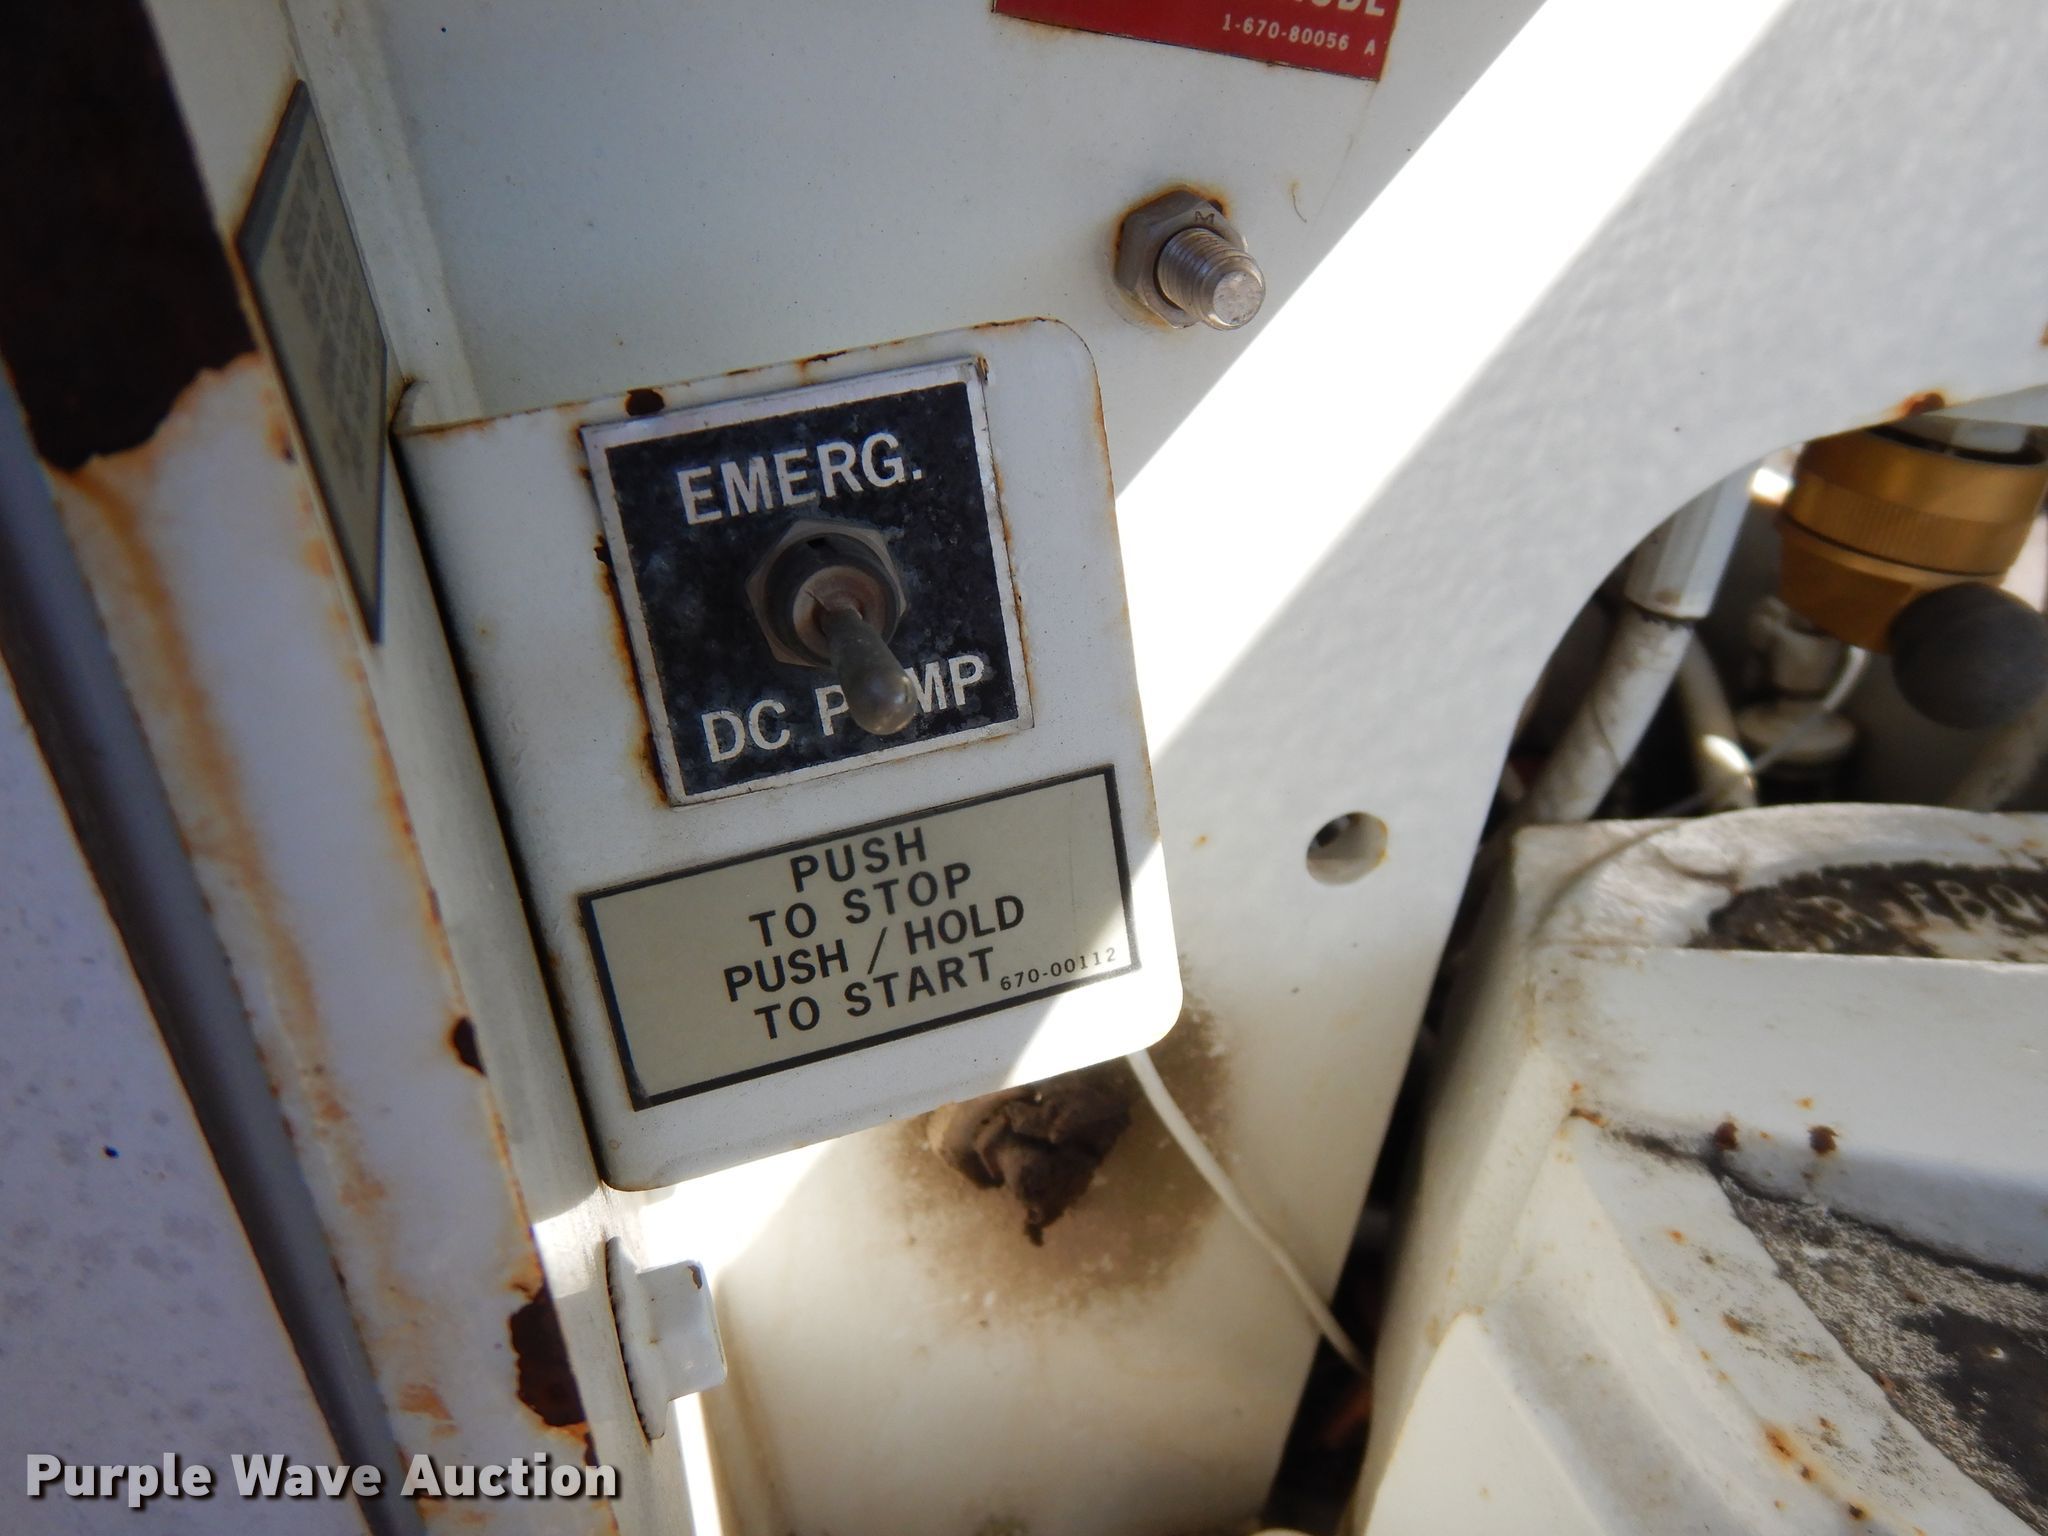 1-670-80056 A
EMERG.
DC PUMP
PUSH
TO STOP
PUSH / HOLD
TO START
670-00112
Purple Wave Auction